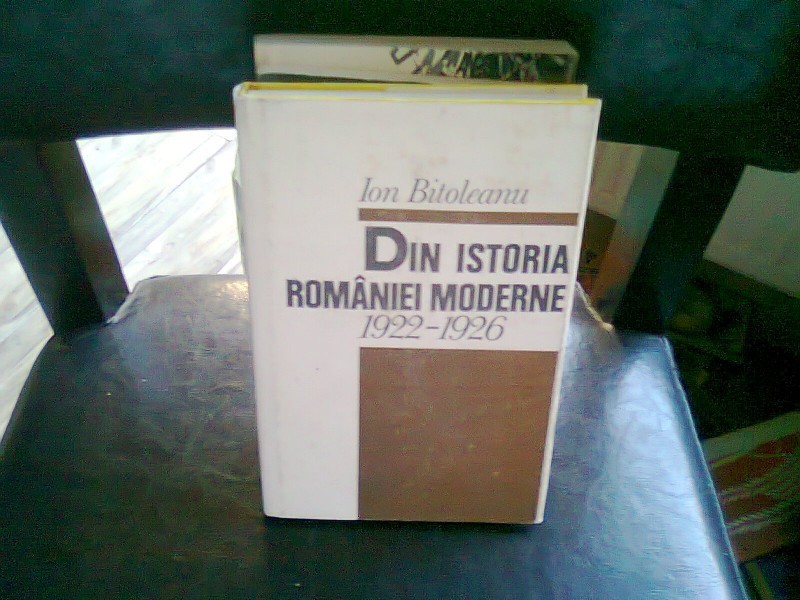 Ion Bitoleanu
DIN ISTORIA
ROMÂNIEI MODERNE
1922-1926